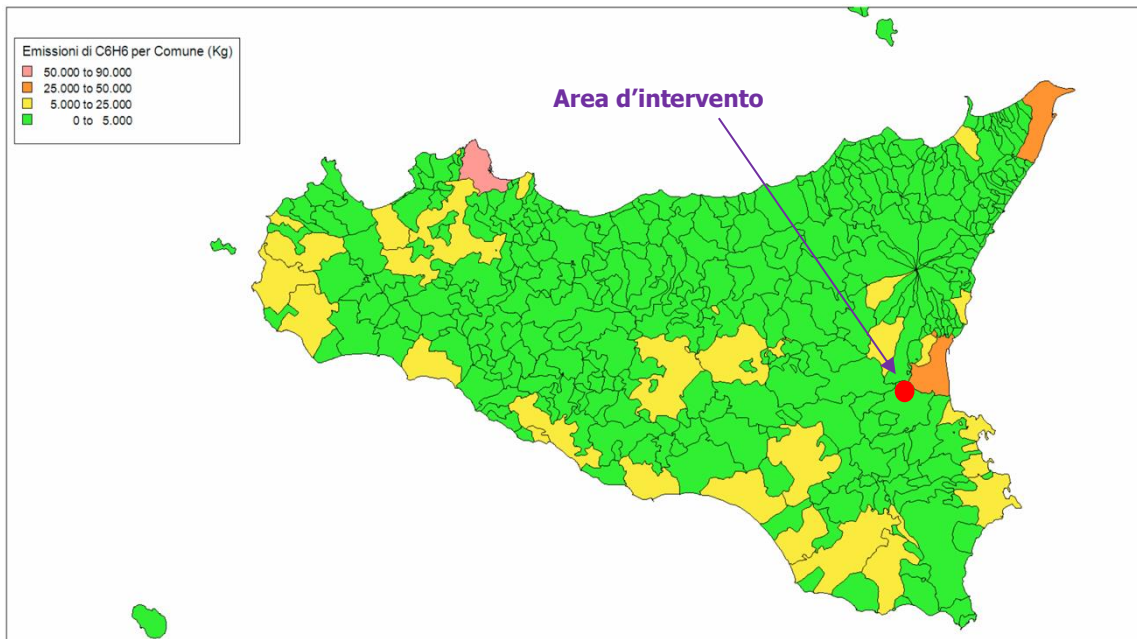 Emissioni di C6H6 per Comune (Kg)
50.000 to 90.000
25.000 to 50.000
5.000 to 25.000
0 to 5.000
Area d’intervento